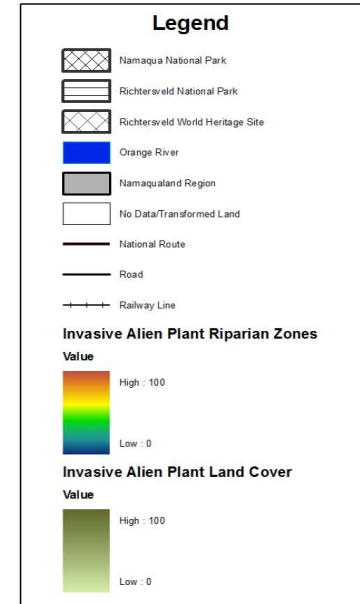 Legend
Namaqua National Park
Richtersveld National Park
Richtersveld World Heritage Site
Orange River
Namaqualand Region
No Data/Transformed Land
National Route
Road
Railway Line
Invasive Alien Plant Riparian Zones
Value
High : 100
Low : 0
Invasive Alien Plant Land Cover
Value
High : 100
Low : 0